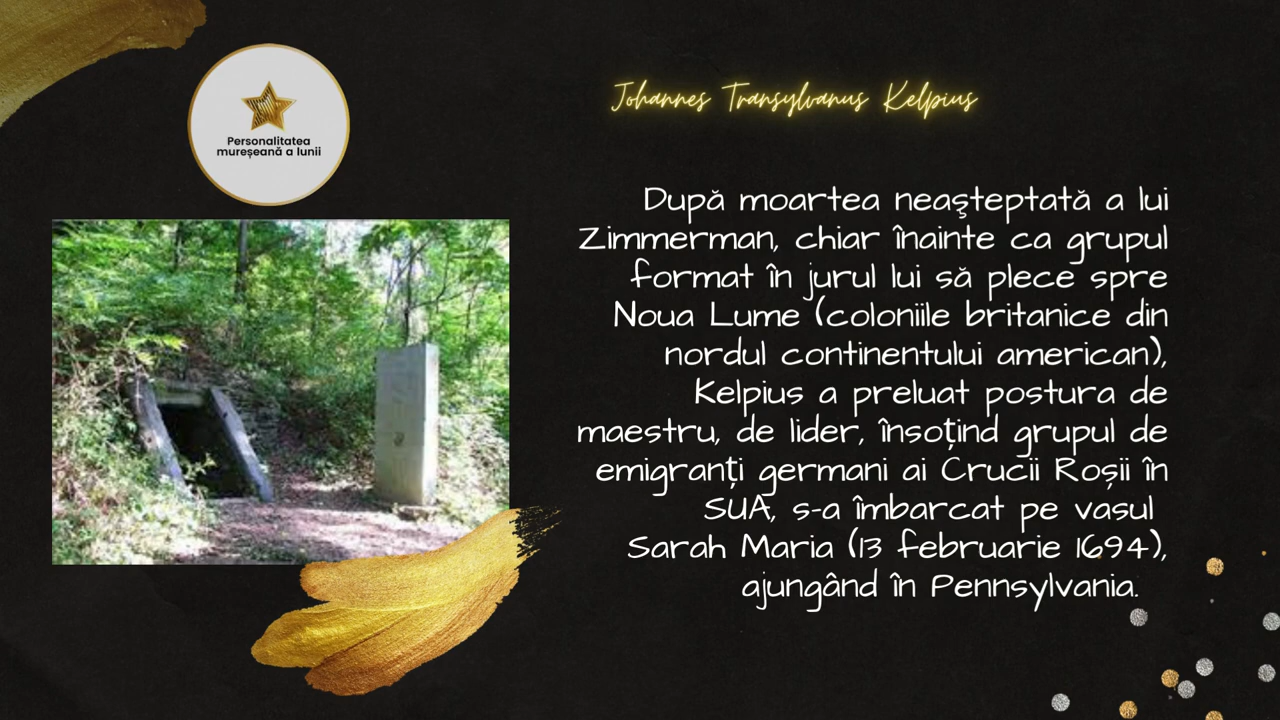 Personalitatea
mureșeană a lunii
Johannes Transylvanus Kelpius
După moartea neaşteptată a lui
Zimmerman, chiar înainte ca grupul
format în jurul lui să plece spre
Noua Lume (coloniile britanice din
nordul continentului american),
Kelpius a preluat postura de
maestru, de lider, însoțind grupul de
emigranți germani ai Crucii Roșii în
SUA, s-a îmbarcat pe vasul
Sarah Maria (13 februarie 1694),
ajungând în Pennsylvania.